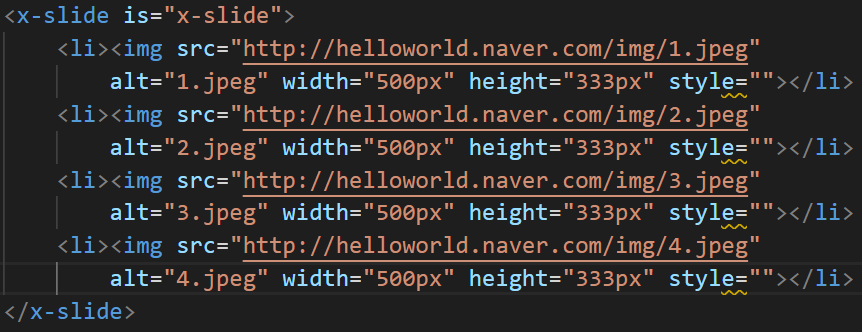 <x-slide is="x-slide">
<li><img src="http://helloworld.naver.com/img/1.jpeg"
alt="1.jpeg" width="500px" height="333px" style=""></li>
<li><img src="http://helloworld.naver.com/img/2.jpeg"
alt="2.jpeg" width="500px" height="333px" style=""></li>
<li><img src="http://helloworld.naver.com/img/3.jpeg"
alt="3.jpeg" width="500px" height="333px" style=""></li>
<li><img src="http://helloworld.naver.com/img/4.jpeg"
alt="4.jpeg" width="500px" height="333px" style=""></li>
</x-slide>